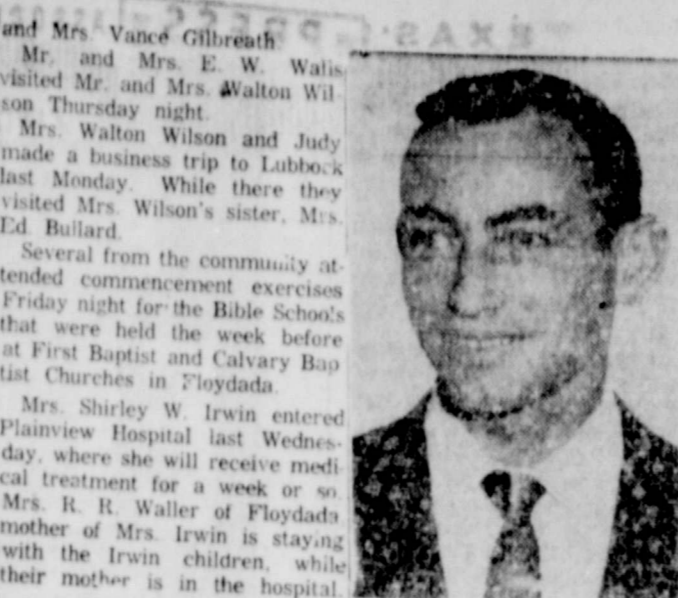 and Mrs. Vance Gilbreath.
Mr. and Mrs. E. W. Walls
visited Mr. and Mrs. Walton Wil-
son Thursday night.
Mrs. Walton Wilson and Judy
made a business trip to Lubbock
last Monday. While there they
visited Mrs. Wilson's sister, Mrs.
Ed. Bullard.
Several from the community at-
tended commencement exercises
Friday night for the Bible Schools
that were held the week before
at First Baptist and Calvary Bap
tist Churches in Floydada.
Mrs. Shirley W. Irwin entered
Plainview Hospital last Wednes-
day, where she will receive medi-
cal treatment for a week or so.
Mrs. R. R. Waller of Floydada
mother of Mrs. Irwin is staying
with the Irwin children, while
their mother is in the hospital.